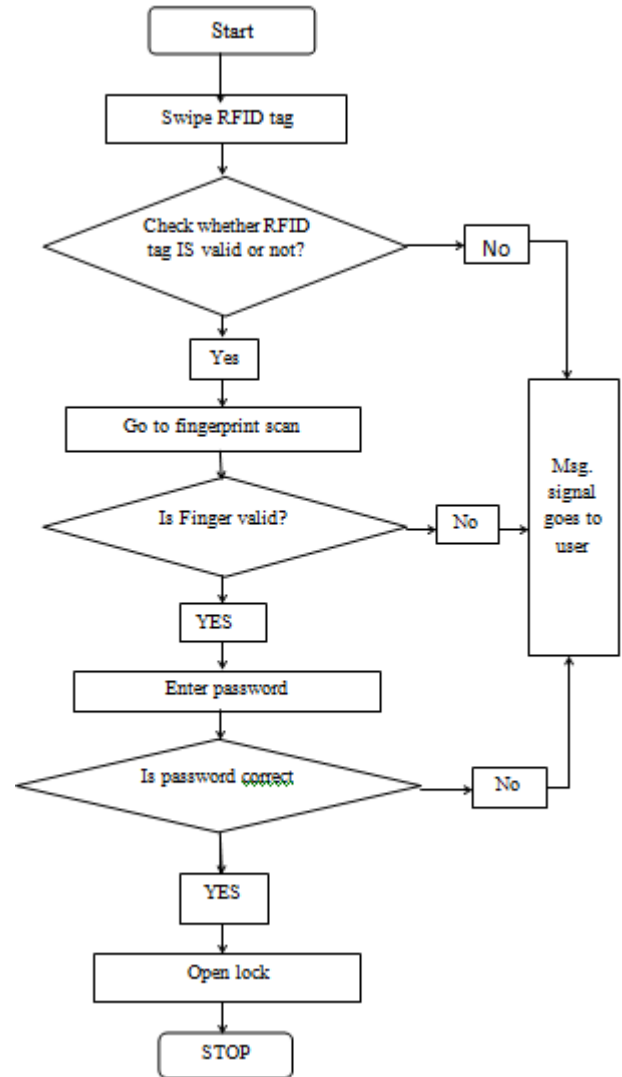 Start
Swipe RFID tag
Check whether RFID
tag IS valid or not?
No
Yes
Go to fingerprint scan
Is Finger valid?
No
Msg.
signal
goes to
user
YES
Enter password
Is password correct
No
YES
Open lock
STOP